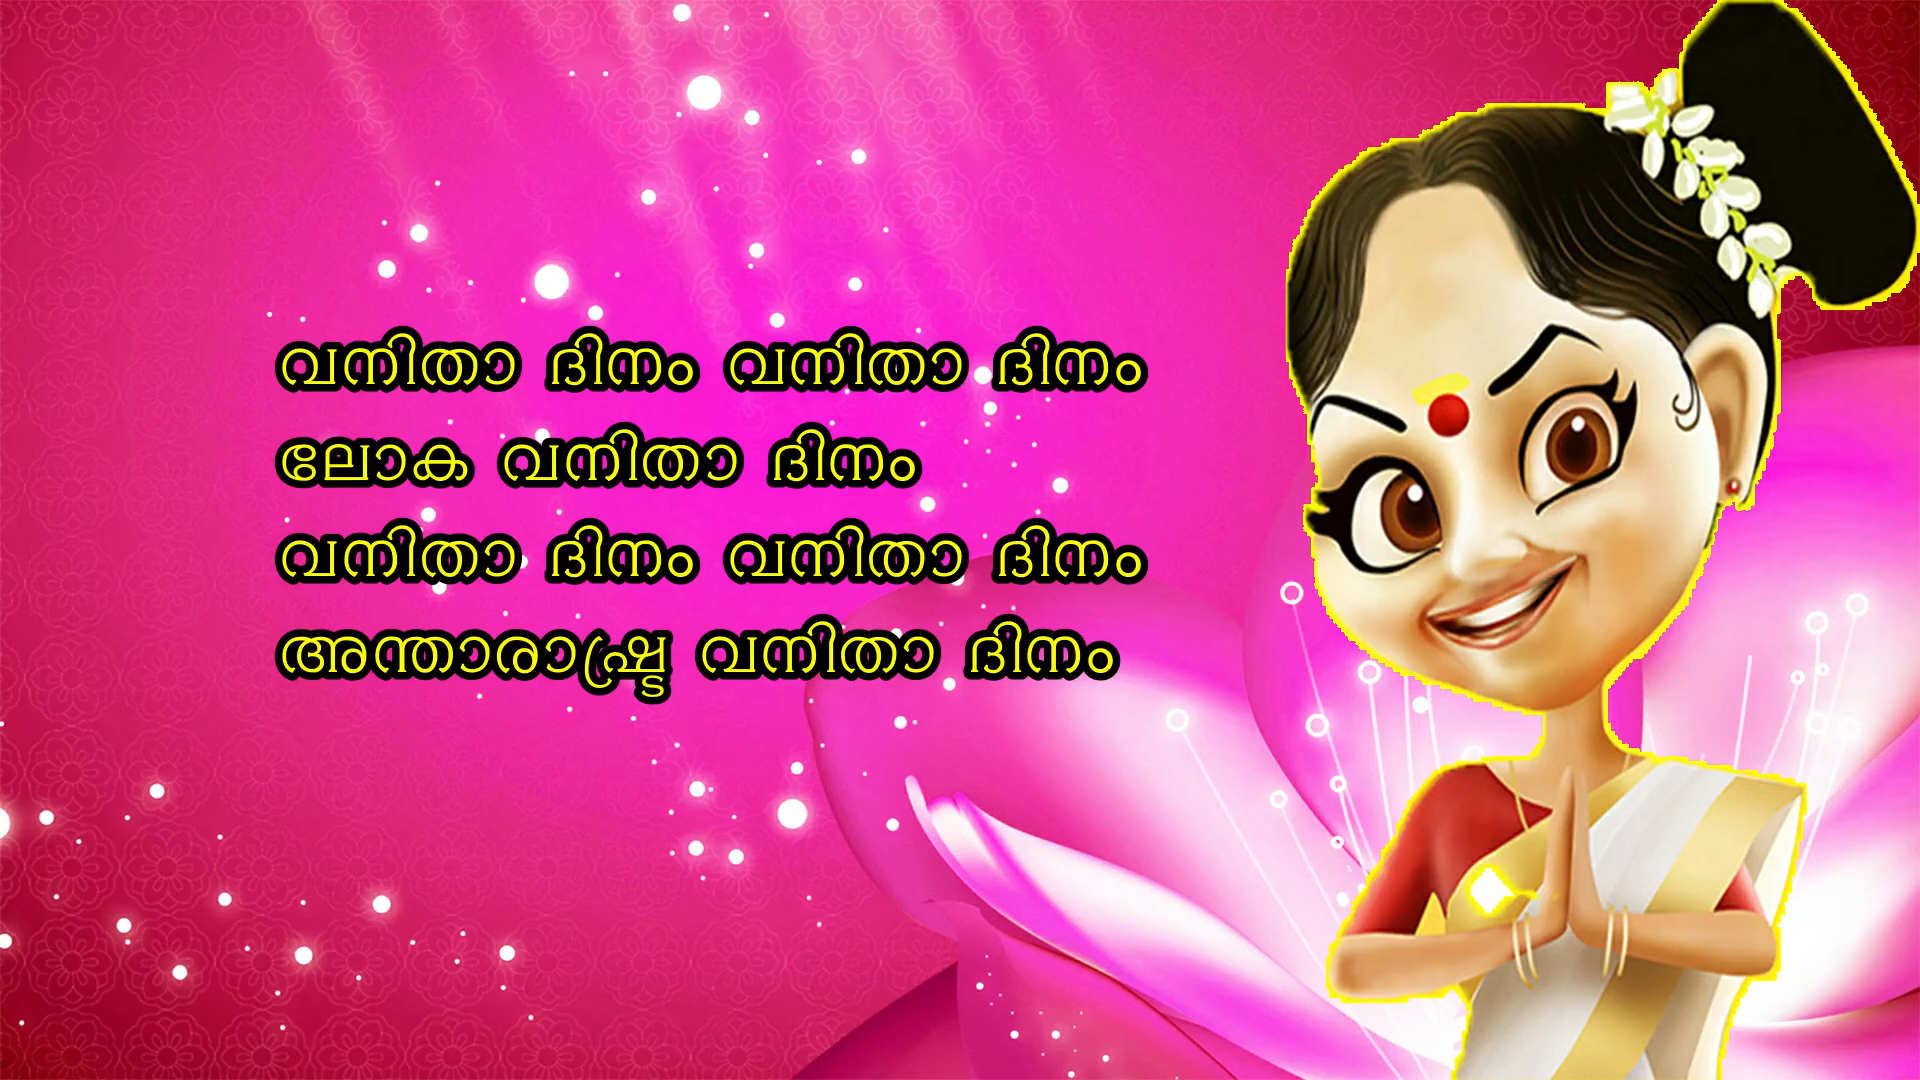 വനിതാ ദിനം വനിതാ ദിനം
ലോക വനിതാ ദിനം
വനിതാ ദിനം വനിതാ ദിനം
അന്താരാഷ്ട്ര വനിതാ ദിനം